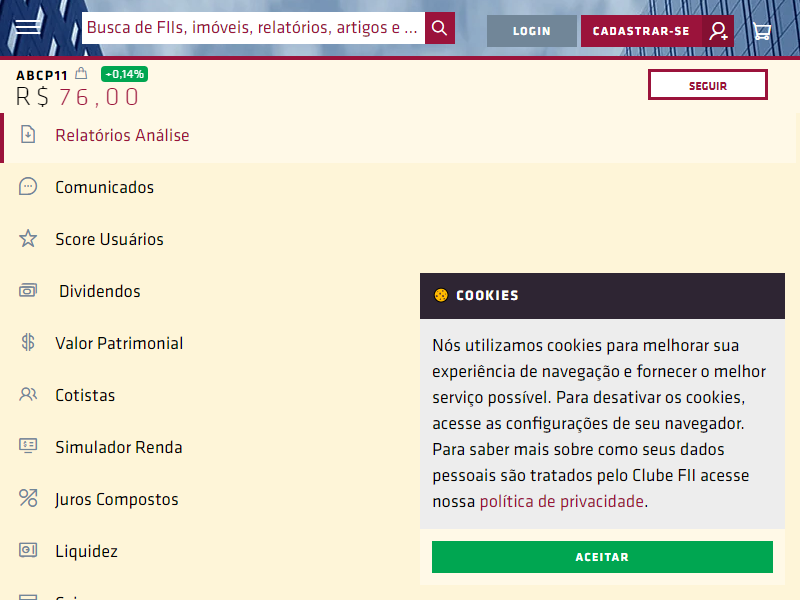 Busca de FIIs, imóveis, relatórios, artigos e ...
LOGIN
CADASTRAR-SE
ABCP11
+0,14%
R$ 76,00
SEGUIR
Relatórios Análise
Comunicados
Score Usuários
Dividendos
Valor Patrimonial
Cotistas
Simulador Renda
Juros Compostos
Liquidez
COOKIES
Nós utilizamos cookies para melhorar sua
experiência de navegação e fornecer o melhor
serviço possível. Para desativar os cookies,
acesse as configurações de seu navegador.
Para saber mais sobre como seus dados
pessoais são tratados pelo Clube FII acesse
nossa política de privacidade.
ACEITAR